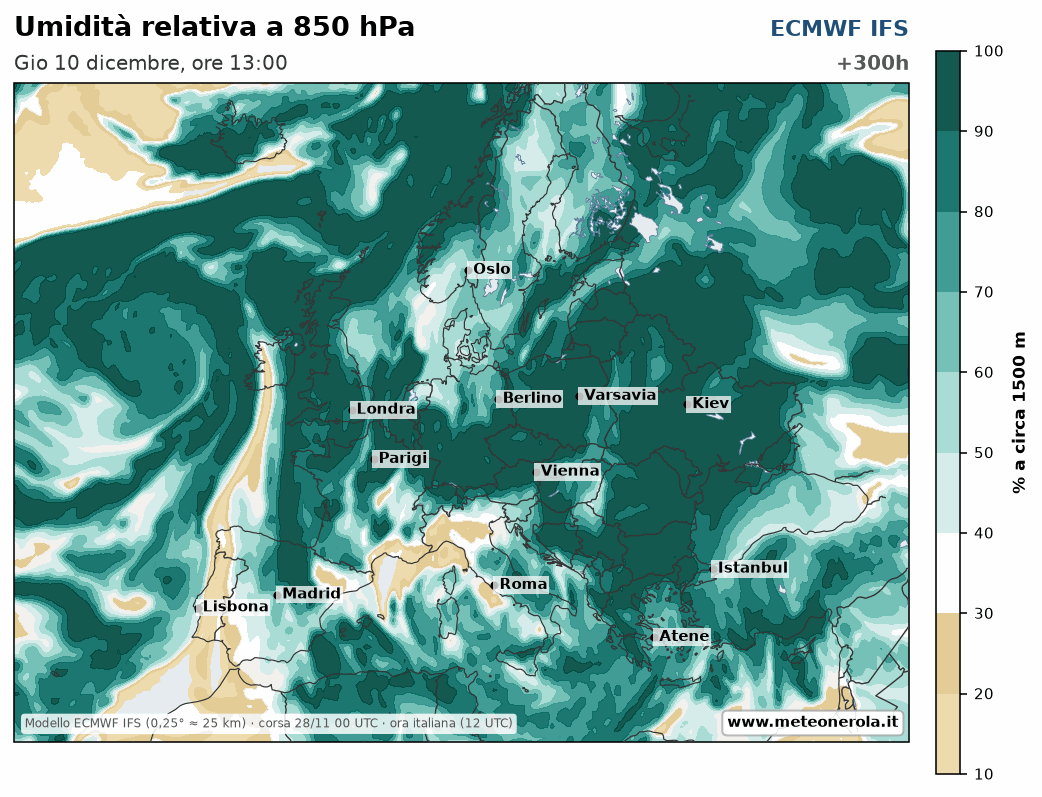 Umidità relativa a 850 hPa
ECMWF IFS
Gio 10 dicembre, ore 13:00
+300h
100
90
80
70
60
50
40
30
20
10
% a circa 1500 m
Oslo
Berlino
Varsavia
Kiev
Londra
Parigi
Vienna
Istanbul
Roma
Madrid
Lisbona
Atene
Modello ECMWF IFS (0,25° ≈ 25 km) · corsa 28/11 00 UTC · ora italiana (12 UTC)
www.meteonerola.it